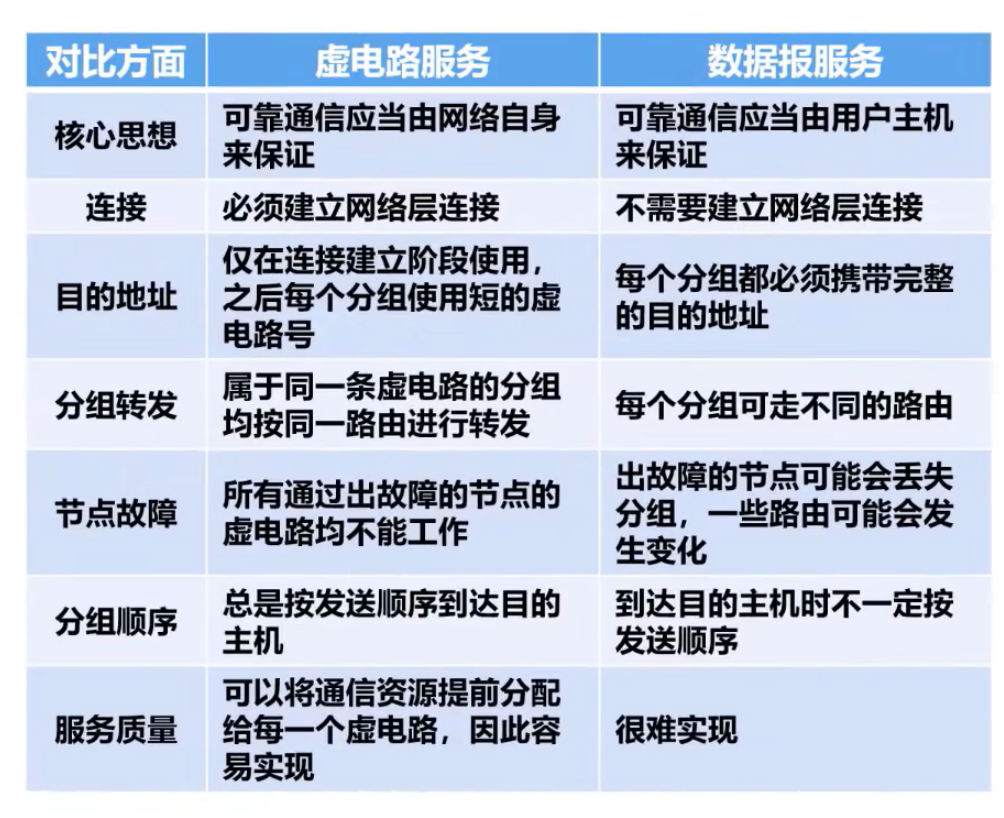 对比方面 虚电路服务 数据报服务
核心思想
可靠通信应当由网络自身
来保证
可靠通信应当由用户主机
来保证
连接
必须建立网络层连接
不需要建立网络层连接
目的地址
仅在连接建立阶段使用，
之后每个分组使用短的虚
电路号
每个分组都必须携带完整
的目的地址
分组转发
属于同一条虚电路的分组
均按同一路由进行转发
每个分组可走不同的路由
节点故障
所有通过出故障的节点的
虚电路均不能工作
出故障的节点可能会丢失
分组，一些路由可能会发
生变化
分组顺序
总是按发送顺序到达目的
主机
到达目的主机时不一定按
发送顺序
服务质量
可以将通信资源提前分配
给每一个虚电路，因此容
易实现
很难实现